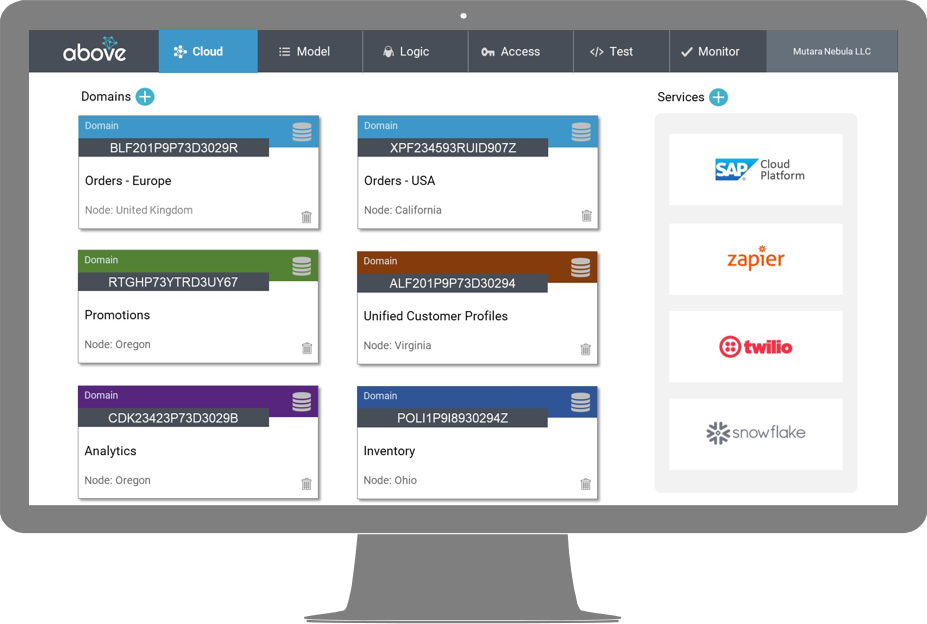 above
Cloud
Model
Logic
Access
Test
Monitor
Mutara Nebula LLC
Domains
Domain
BLF201P9P73D3029R
Orders - Europe
Node: United Kingdom
Domain
XPF234593RUID907Z
Orders - USA
Node: California
Domain
RTGHP73YTRD3UY67
Promotions
Node: Oregon
Domain
ALF201P9P73D30294
Unified Customer Profiles
Node: Virginia
Domain
CDK23423P73D3029B
Analytics
Node: Oregon
Domain
POLI1P9I8930294Z
Inventory
Node: Ohio
Services
SAP Cloud
Platform
zapier
twilio
snowflake